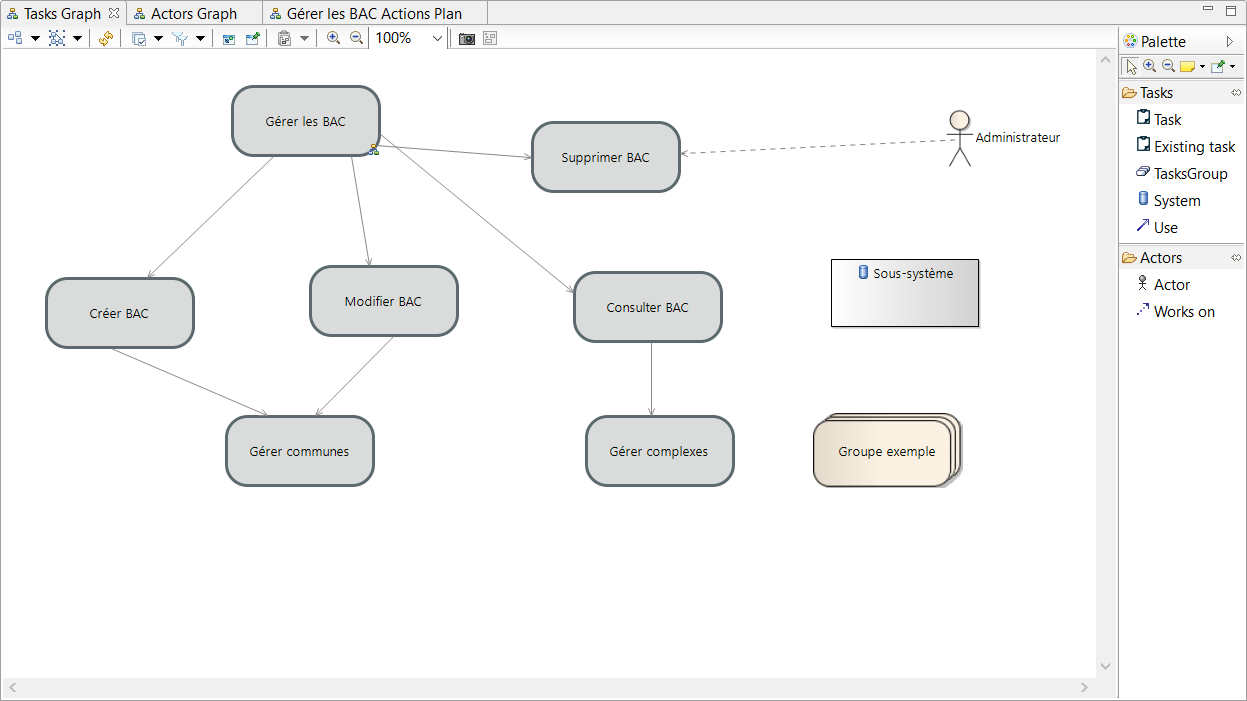 Tasks Graph
Actors Graph
Gérer les BAC Actions Plan
100%
Gérer les BAC
Supprimer BAC
Administrateur
Créer BAC
Modifier BAC
Consulter BAC
Sous-système
Gérer communes
Gérer complexes
Groupe exemple
Palette
Tasks
Task
Existing task
TasksGroup
System
Use
Actors
Actor
Works on